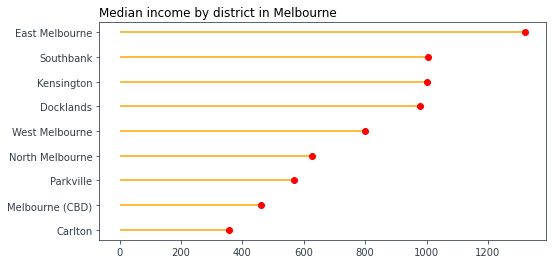 Median income by district in Melbourne
East Melbourne
Southbank
Kensington
Docklands
West Melbourne
North Melbourne
Parkville
Melbourne (CBD)
Carlton
0 200 400 600 800 1000 1200